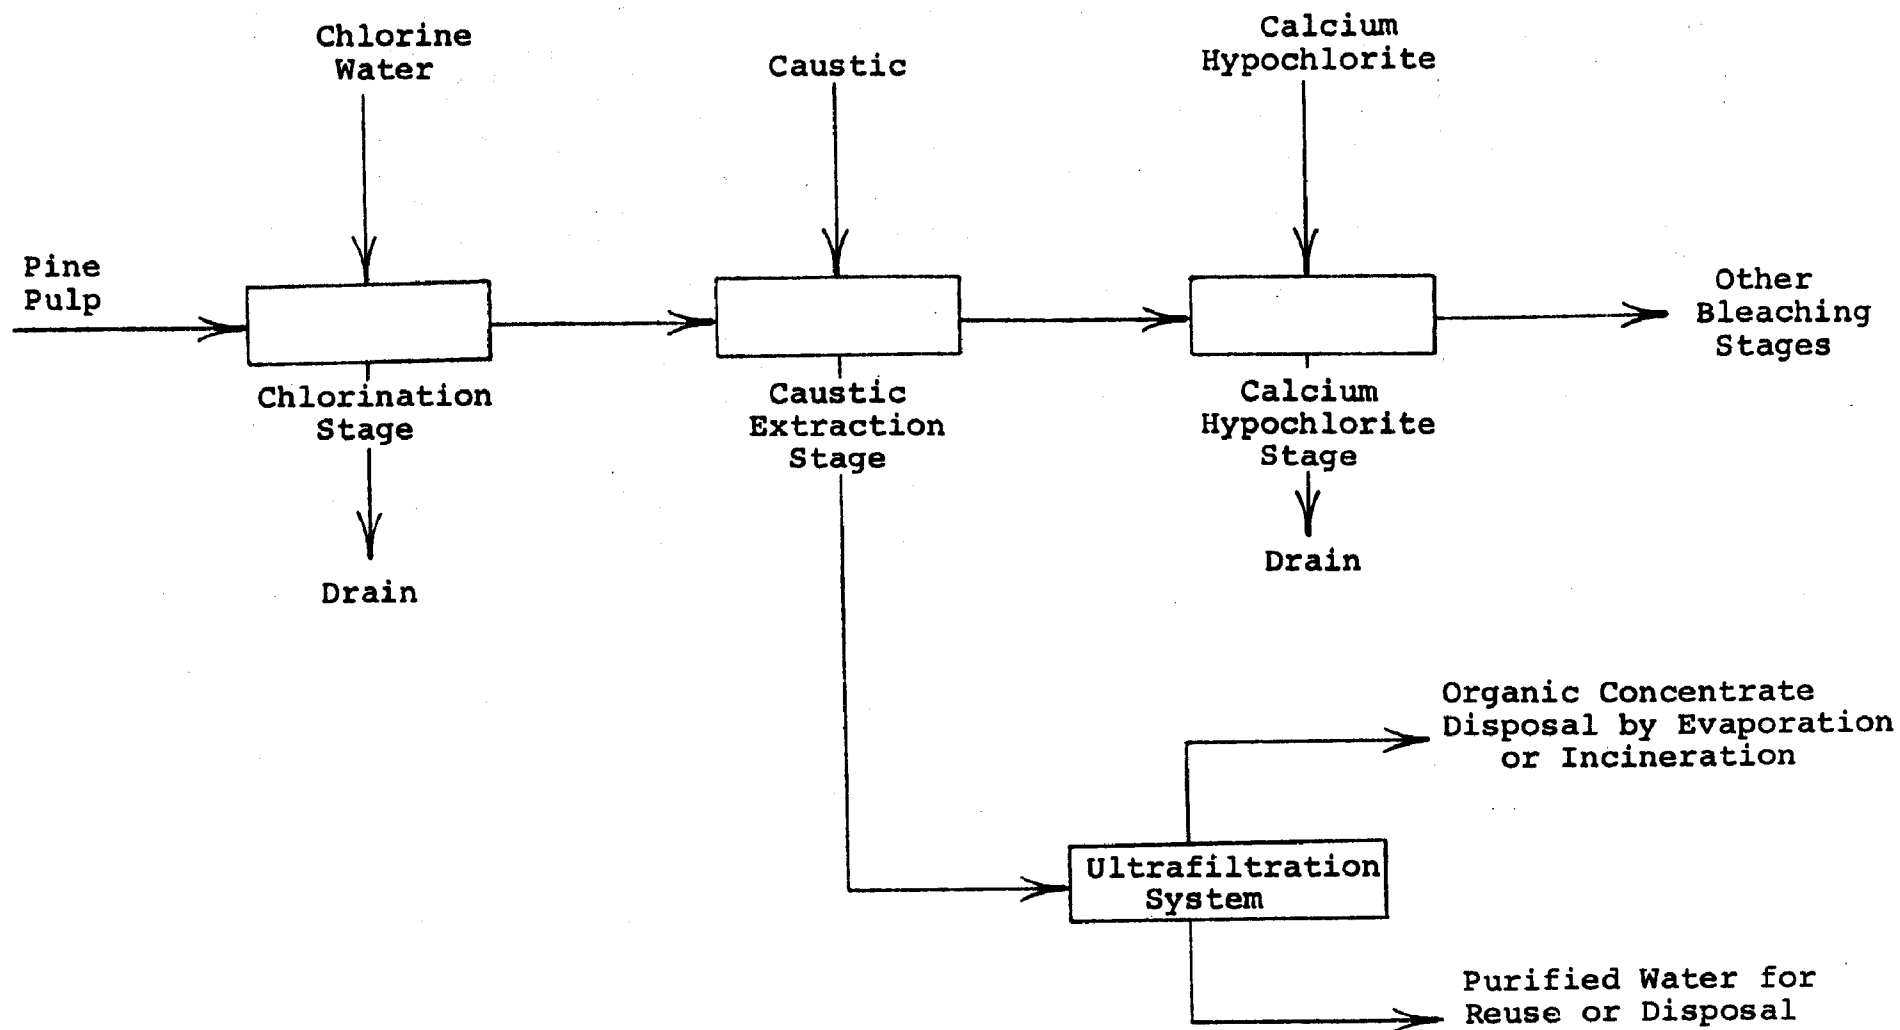 Chlorine
Water
Caustic
Calcium
Hypochlorite
Pine
Pulp
Other
Bleaching
Stages
Chlorination
Stage
Caustic
Extraction
Stage
Calcium
Hypochlorite
Stage
Drain
Drain
Organic Concentrate
Disposal by Evaporation
or Incineration
Ultrafiltration
System
Purified Water for
Reuse or Disposal